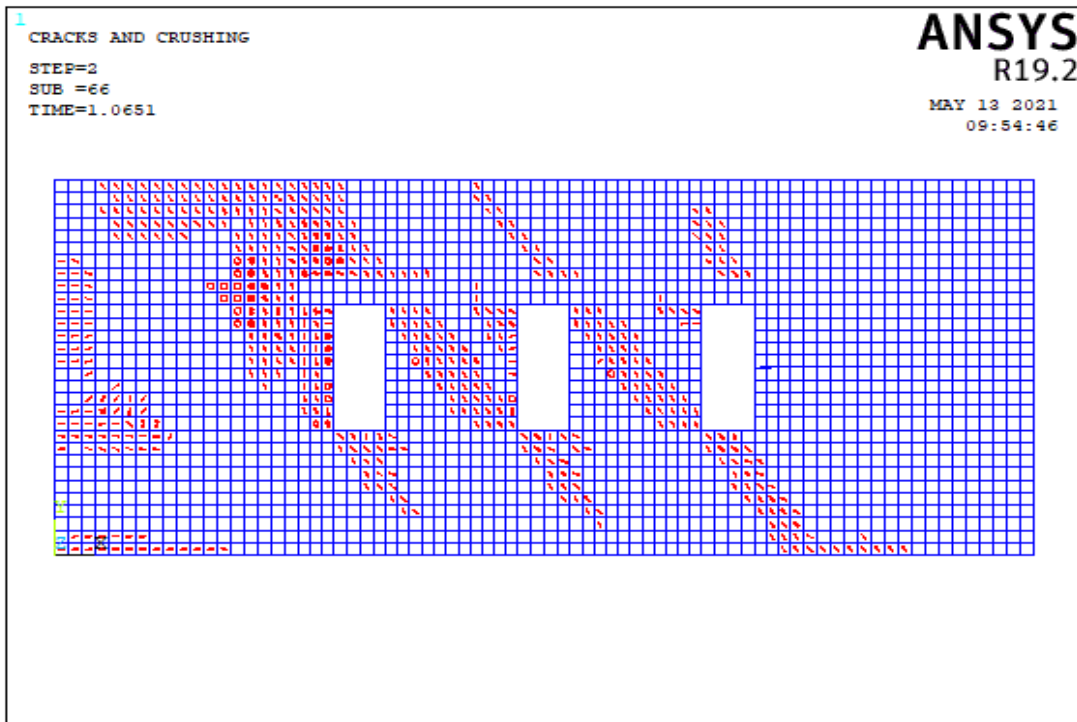 1
CRACKS AND CRUSHING
STEP=2
SUB =66
TIME=1.0651
ANSYS
R19.2
MAY 13 2021
09:54:46
Y
Z X